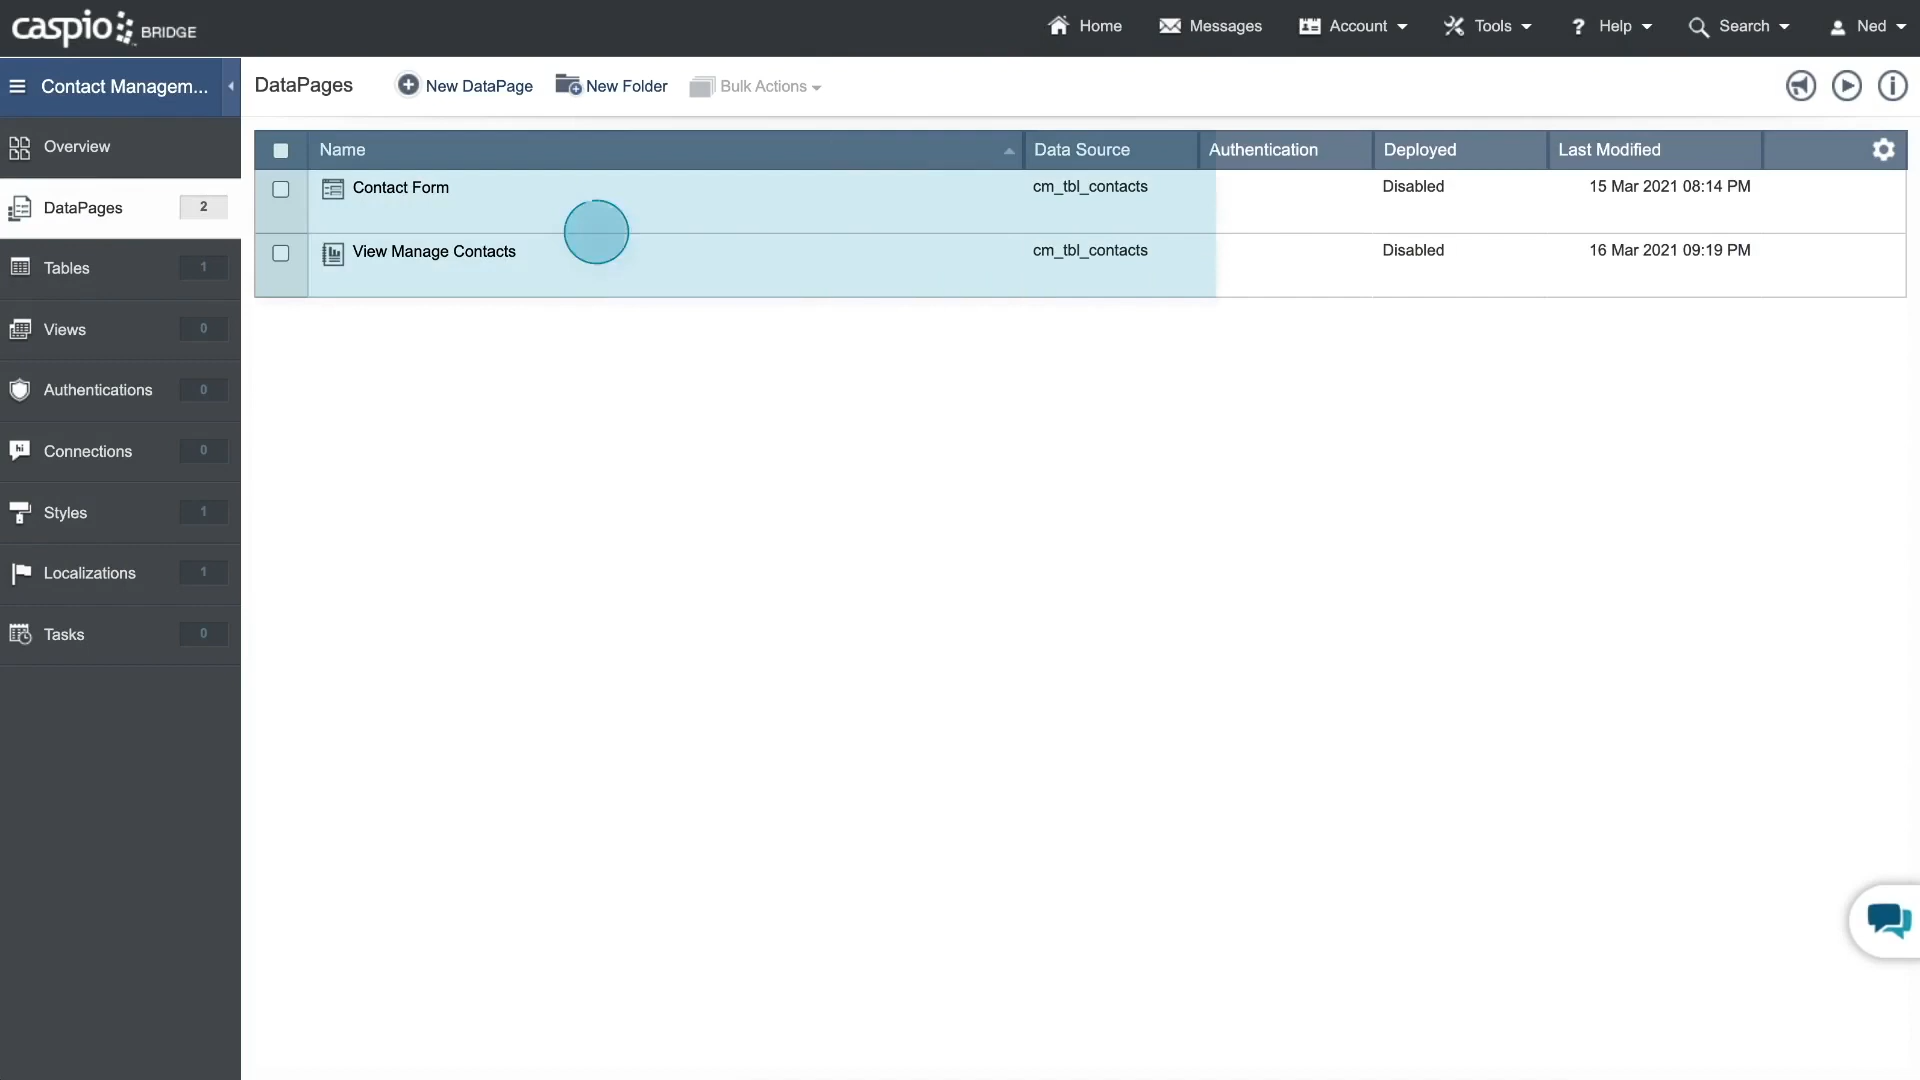 caspio BRIDGE
Home Messages Account Tools ? Help Search Ned
Contact Managem...
DataPages New DataPage New Folder Bulk Actions
Overview
DataPages 2
Tables 1
Views 0
Authentications 0
hi Connections 0
Styles 1
Localizations 1
Tasks 0
Name Data Source Authentication Deployed Last Modified
Contact Form cm_tbl_contacts Disabled 15 Mar 2021 08:14 PM
View Manage Contacts cm_tbl_contacts Disabled 16 Mar 2021 09:19 PM